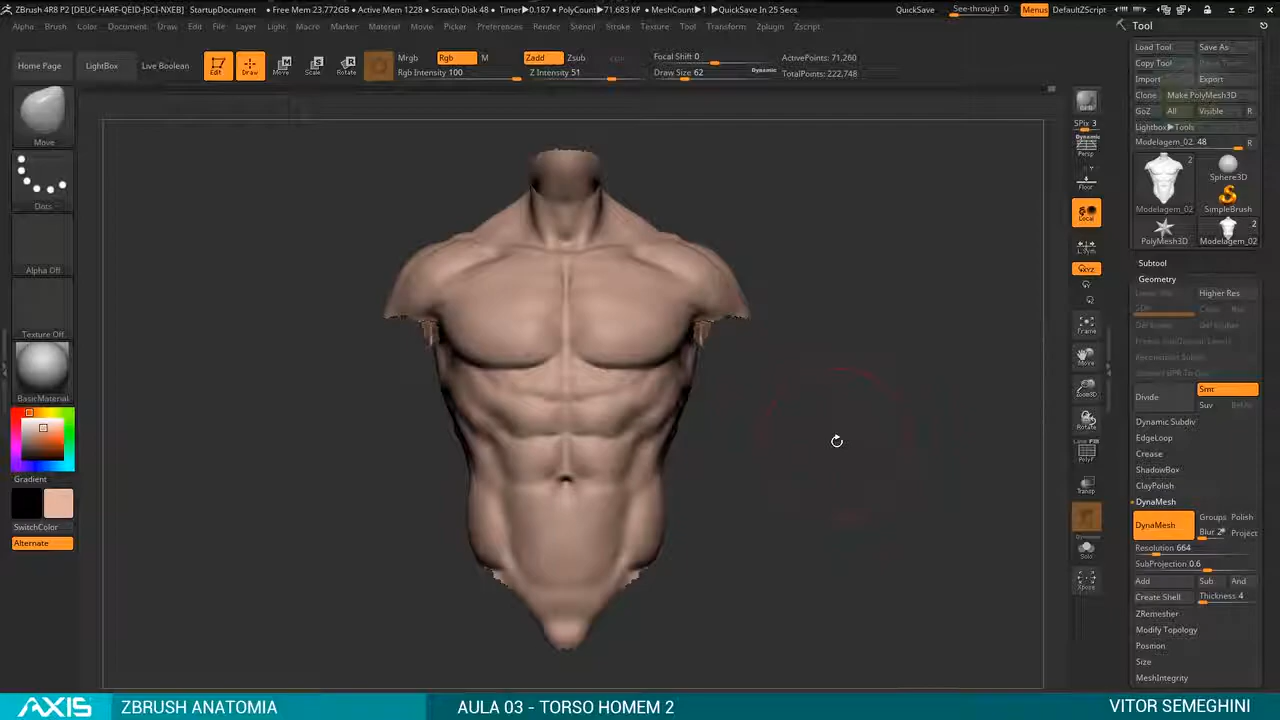 ZBrush 4R8 P2 [DEUC-HARF-QEID-JSCI-NXEB] StartupDocument • Free Mem 23.772GB • Active Mem 1228 • Scratch Disk 48 • Timer▶0.187 • PolyCount▶71.683 KP • MeshCount▶1 ▶QuickSave In 25 Secs QuickSave See-through 0 Menus DefaultZScript
Alpha Brush Color Document Draw Edit File Layer Light Macro Marker Material Movie Picker Preferences Render Stencil Stroke Texture Tool Transform Zplugin Zscript
Tool
Load Tool Save As
Copy Tool
Import Export
Clone Make PolyMesh3D
GoZ All Visible R
Lightbox▶Tools
Modelagem_02. 48 R
2
Sphere3D
Modelagem_02 SimpleBrush
2
PolyMesh3D Modelagem_02
Subtool
Geometry
Higher Res
Divide
Smt
Suv
Dynamic Subdiv
EdgeLoop
Crease
ShadowBox
ClayPolish
DynaMesh
DynaMesh Groups Polish
Blur 2 Project
Resolution 664
SubProjection 0.6
Add Sub And
Create Shell Thickness 4
ZRemesher
Modify Topology
Position
Size
MeshIntegrity
Home Page LightBox Live Boolean
Edit Draw Move Scale Rotate
Mrgb Rgb M
Rgb Intensity 100
Zadd Zsub
Z Intensity 51
Focal Shift 0
Draw Size 62 Dynamic
ActivePoints: 71,260
TotalPoints: 222,748
Move
Dots
Alpha Off
Texture Off
BasicMaterial
Gradient
SwitchColor
Alternate
SPix 3
Dynamic
Persp
Floor
Local
L.Sym
Frame
Move
Zoom3D
Rotate
PolyF
Transp
Solo
Xpose
AXIS ZBRUSH ANATOMIA AULA 03 - TORSO HOMEM 2 VITOR SEMEGHINI